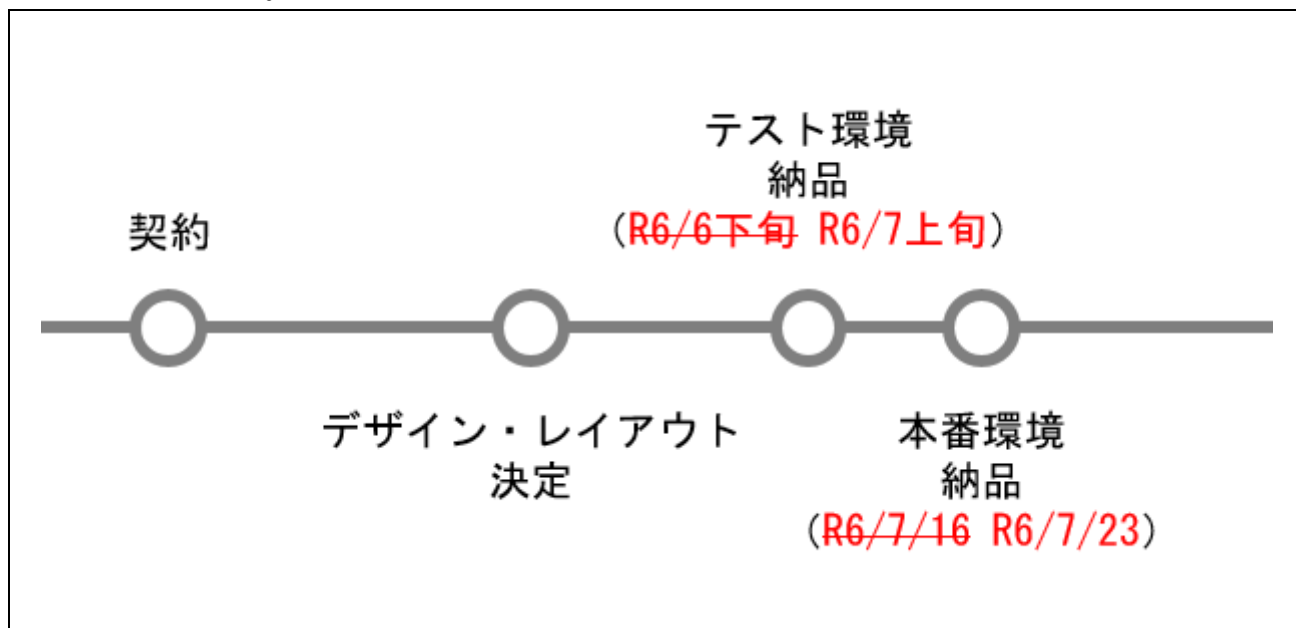 契約
デザイン・レイアウト
決定
テスト環境
納品
（R6/6下旬 R6/7上旬）
本番環境
納品
（R6/7/16 R6/7/23）